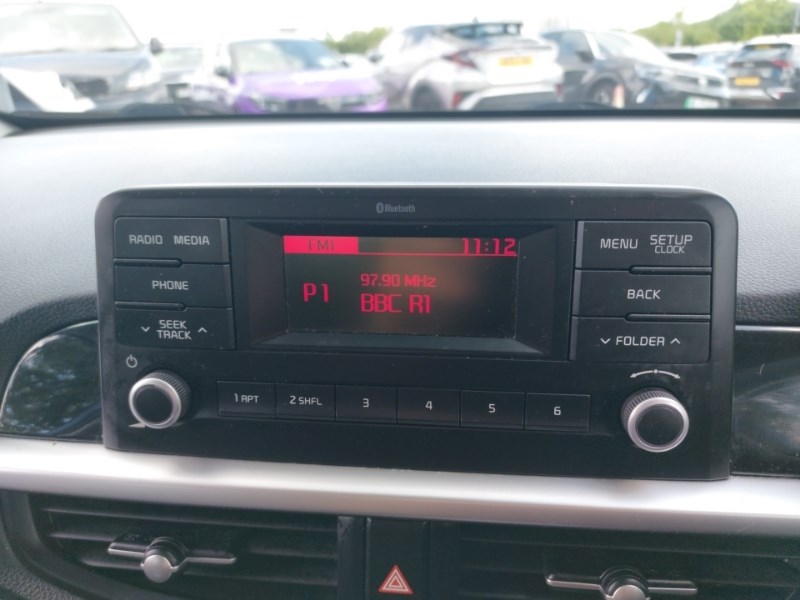 Bluetooth
RADIO MEDIA
PHONE
SEEK
TRACK
FM1 11:12
97.90 MHz
P1
BBC R1
MENU SETUP
CLOCK
BACK
FOLDER
1 RPT 2 SHFL 3 4 5 6